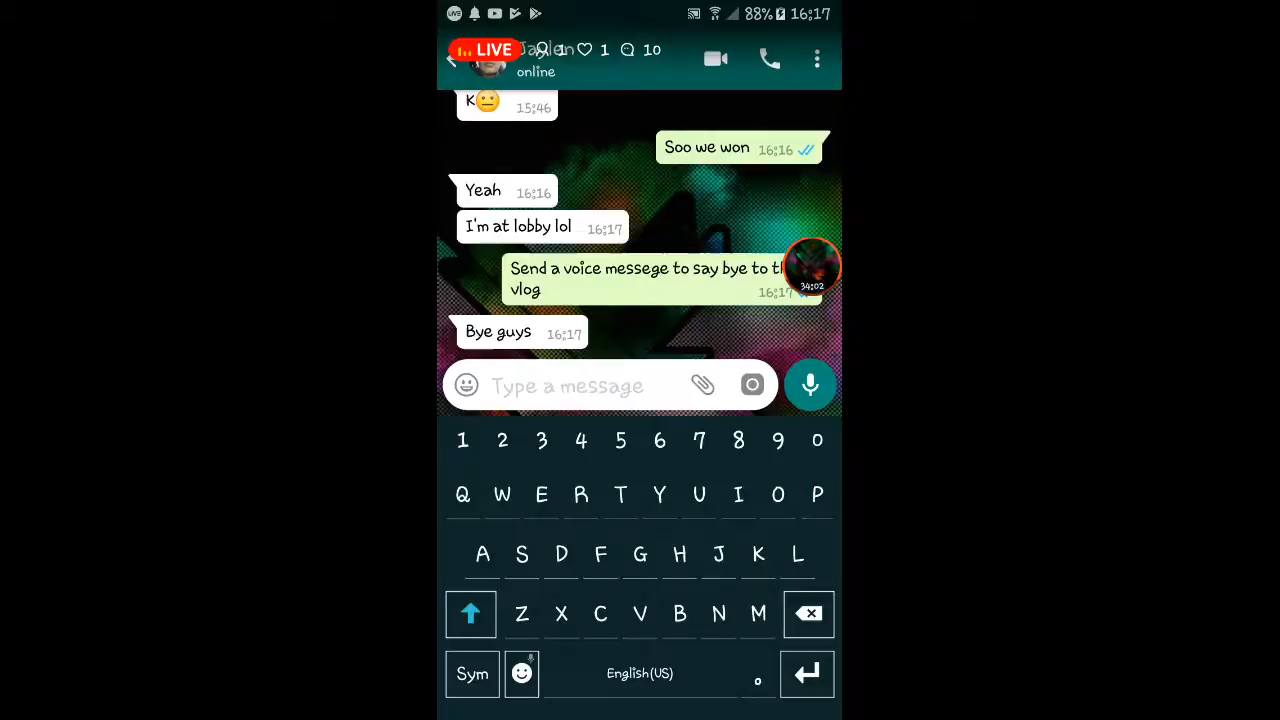 LIVE 88% 16:17
LIVE Jaylen 1 1 10
online
K😐 15:46
Soo we won 16:16
Yeah 16:16
I'm at lobby lol 16:17
Send a voice messege to say bye to th
vlog 16:17
34:02
Bye guys 16:17
Type a message
1 2 3 4 5 6 7 8 9 0
Q W E R T Y U I O P
A S D F G H J K L
Z X C V B N M
Sym English(US) .